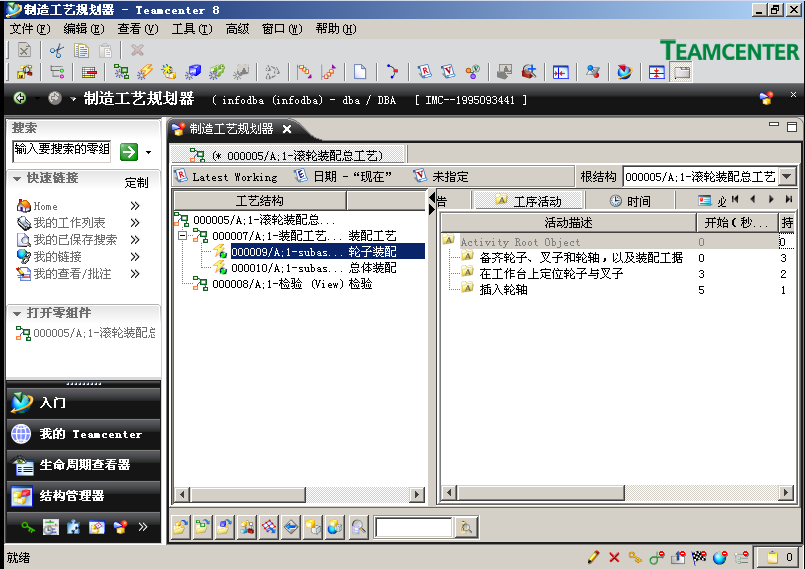 制造工艺规划器 - Teamcenter 8
文件(F) 编辑(E) 查看(V) 工具(T) 高级 窗口(W) 帮助(H)
TEAMCENTER
制造工艺规划器 ( infodba (infodba) - dba / DBA [ IMC--1995093441 ]
搜索
输入要搜索的零组
快速链接 定制
Home
我的工作列表
我的已保存搜索
我的链接
我的查看/批注
打开零组件
000005/A;1-滚轮装配总
入门
我的 Teamcenter
生命周期查看器
结构管理器
制造工艺规划器
(* 000005/A;1-滚轮装配总工艺)
Latest Working 日期 - “现在” 未指定 根结构 000005/A;1-滚轮装配总工艺
工艺结构
000005/A;1-滚轮装配总...
000007/A;1-装配工艺... 装配工艺
000009/A;1-subas... 轮子装配
000010/A;1-subas... 总体装配
000008/A;1-检验 (View) 检验
告 工序活动 时间 必
活动描述 开始(秒... 持
Activity Root Object 0 0
备齐轮子、叉子和轮轴，以及装配工据 0 3
在工作台上定位轮子与叉子 3 2
插入轮轴 5 1
就绪 0